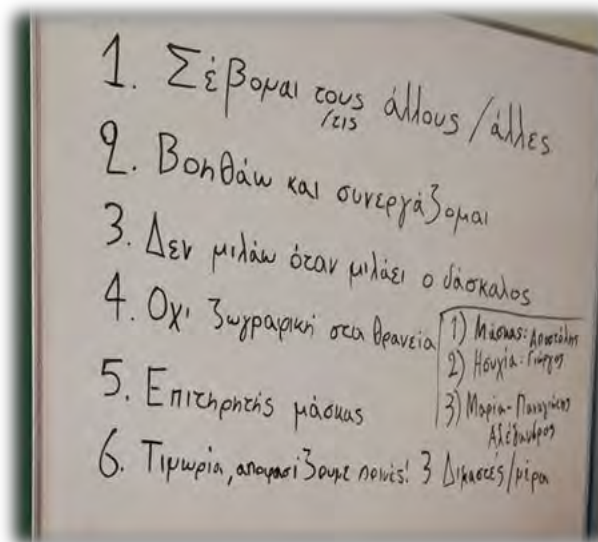 1. Σέβομαι τους άλλους / άλλες
/τις
2. Βοηθάω και συνεργάζομαι
3. Δεν μιλάω όταν μιλάει ο δάσκαλος
4. Όχι ζωγραφική στα θρανεία
5. Επιτηρητής μάσκας
6. Τιμωρία, αποφασίζουμε ποινές! 3 Δικαστές/μέρα
1) Μάσκας: Αποστόλης
2) Ησυχία: Γιώργος
3) Μαρία-Παναγιώτης
Αλέξανδρος